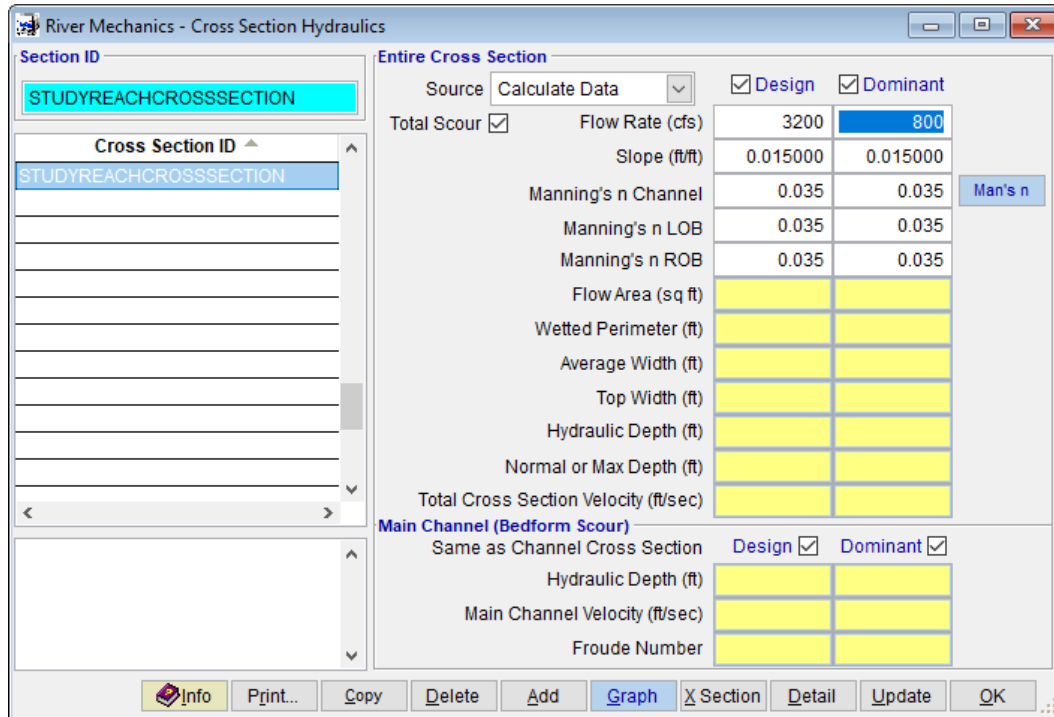 River Mechanics - Cross Section Hydraulics
Section ID
STUDYREACHCROSSSECTION
Cross Section ID
STUDYREACHCROSSSECTION
Entire Cross Section
Source Calculate Data Design Dominant
Total Scour Flow Rate (cfs) 3200 800
Slope (ft/ft) 0.015000 0.015000
Manning's n Channel 0.035 0.035 Man's n
Manning's n LOB 0.035 0.035
Manning's n ROB 0.035 0.035
Flow Area (sq ft)
Wetted Perimeter (ft)
Average Width (ft)
Top Width (ft)
Hydraulic Depth (ft)
Normal or Max Depth (ft)
Total Cross Section Velocity (ft/sec)
Main Channel (Bedform Scour)
Same as Channel Cross Section Design Dominant
Hydraulic Depth (ft)
Main Channel Velocity (ft/sec)
Froude Number
Info Print... Copy Delete Add Graph X Section Detail Update OK